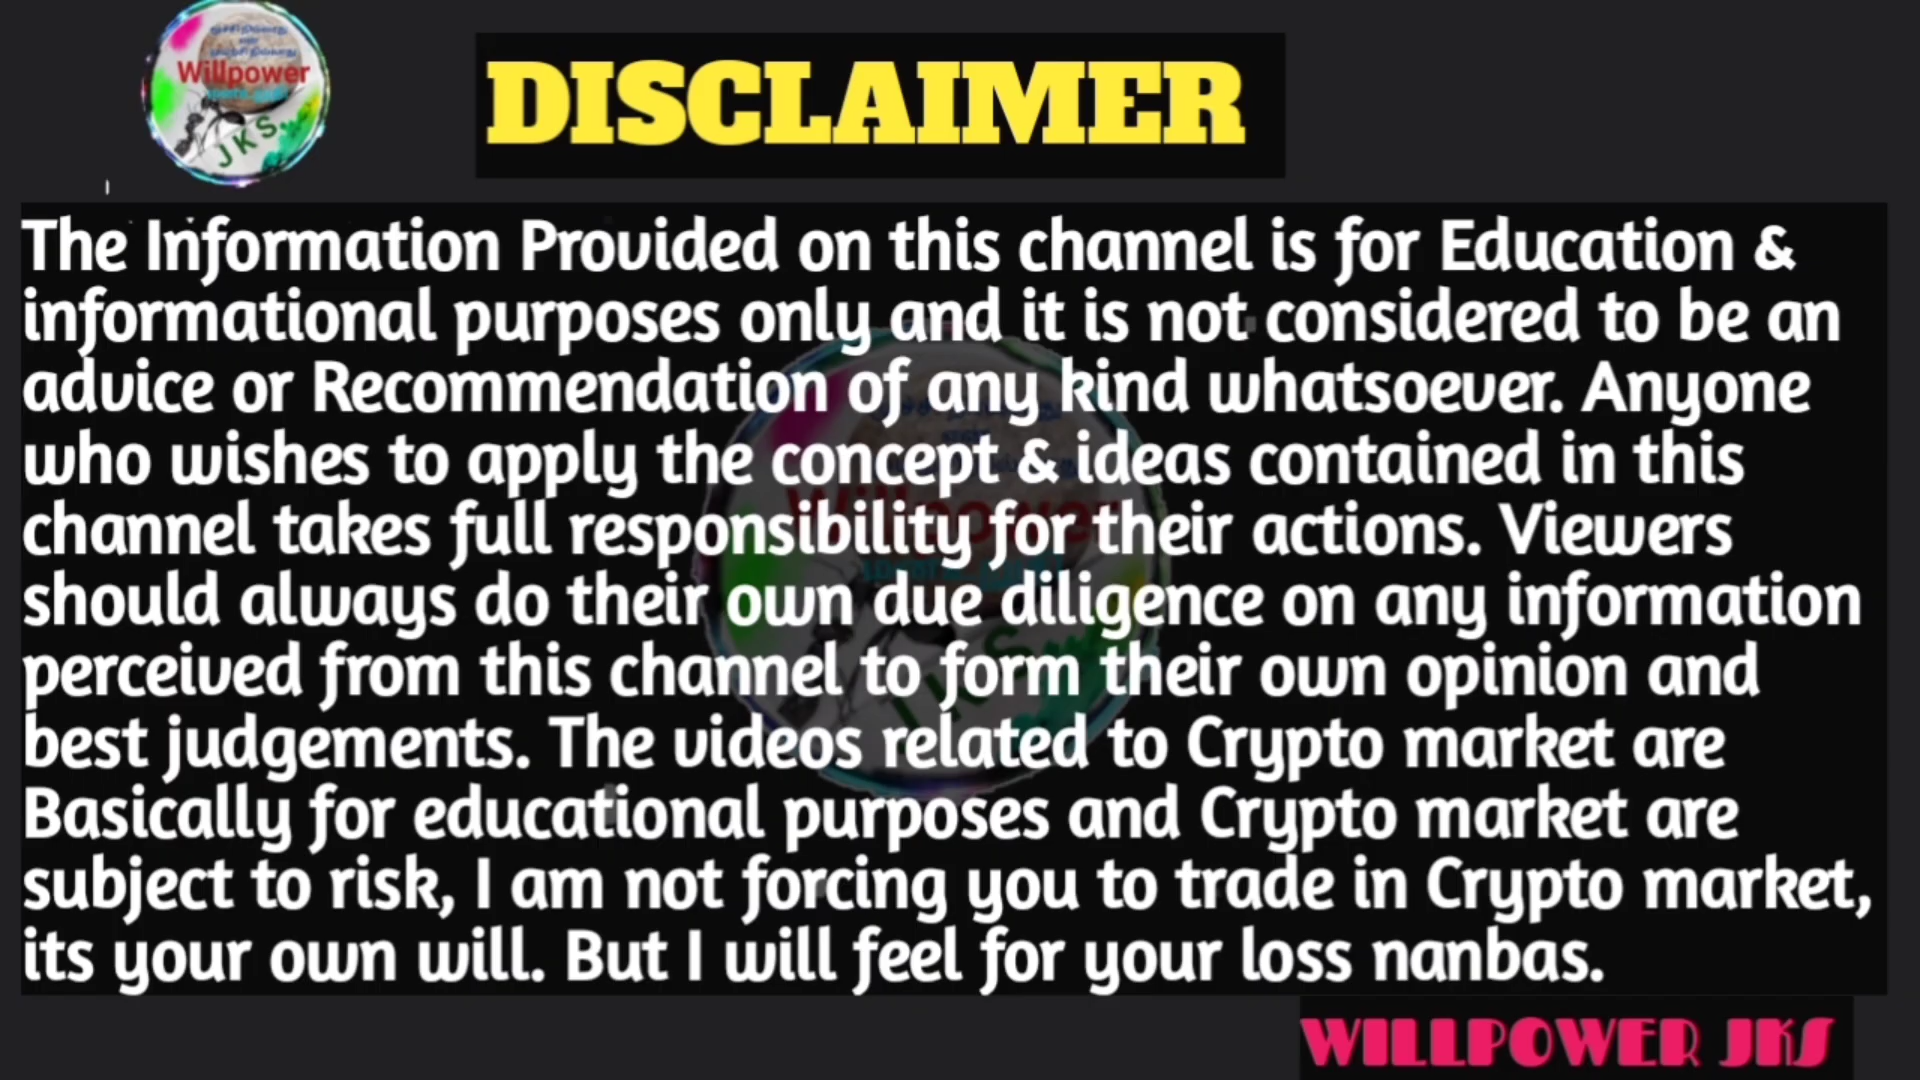 Willpower
JKS
DISCLAIMER
The Information Provided on this channel is for Education &
informational purposes only and it is not considered to be an
advice or Recommendation of any kind whatsoever. Anyone
who wishes to apply the concept & ideas contained in this
channel takes full responsibility for their actions. Viewers
should always do their own due diligence on any information
perceived from this channel to form their own opinion and
best judgements. The videos related to Crypto market are
Basically for educational purposes and Crypto market are
subject to risk, I am not forcing you to trade in Crypto market,
its your own will. But I will feel for your loss nanbas.
WILLPOWER JKS